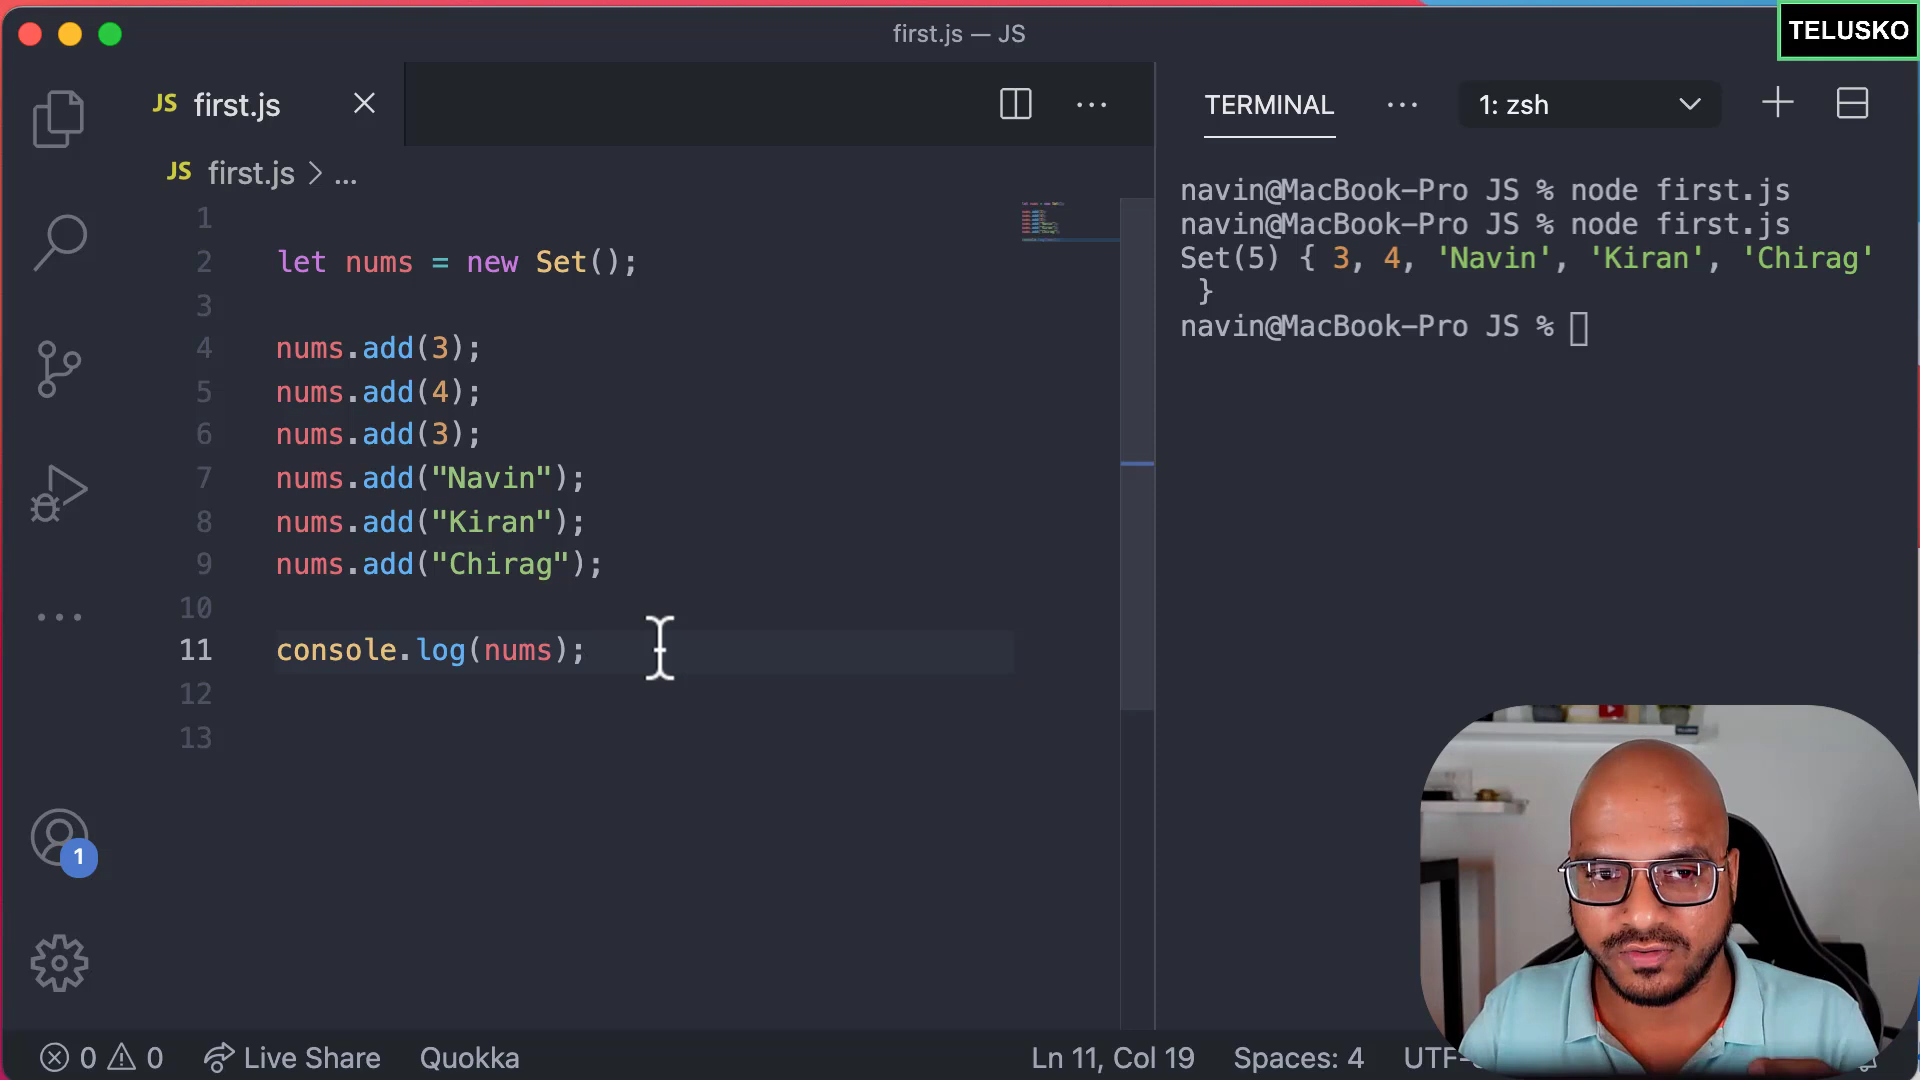 first.js — JS
TELUSKO
JS first.js
JS first.js > ...
1
2 let nums = new Set();
3
4 nums.add(3);
5 nums.add(4);
6 nums.add(3);
7 nums.add("Navin");
8 nums.add("Kiran");
9 nums.add("Chirag");
10
11 console.log(nums);
12
13
TERMINAL ... 1: zsh
navin@MacBook-Pro JS % node first.js
navin@MacBook-Pro JS % node first.js
Set(5) { 3, 4, 'Navin', 'Kiran', 'Chirag'
}
navin@MacBook-Pro JS %
1
0 0 Live Share Quokka Ln 11, Col 19 Spaces: 4 UTF-